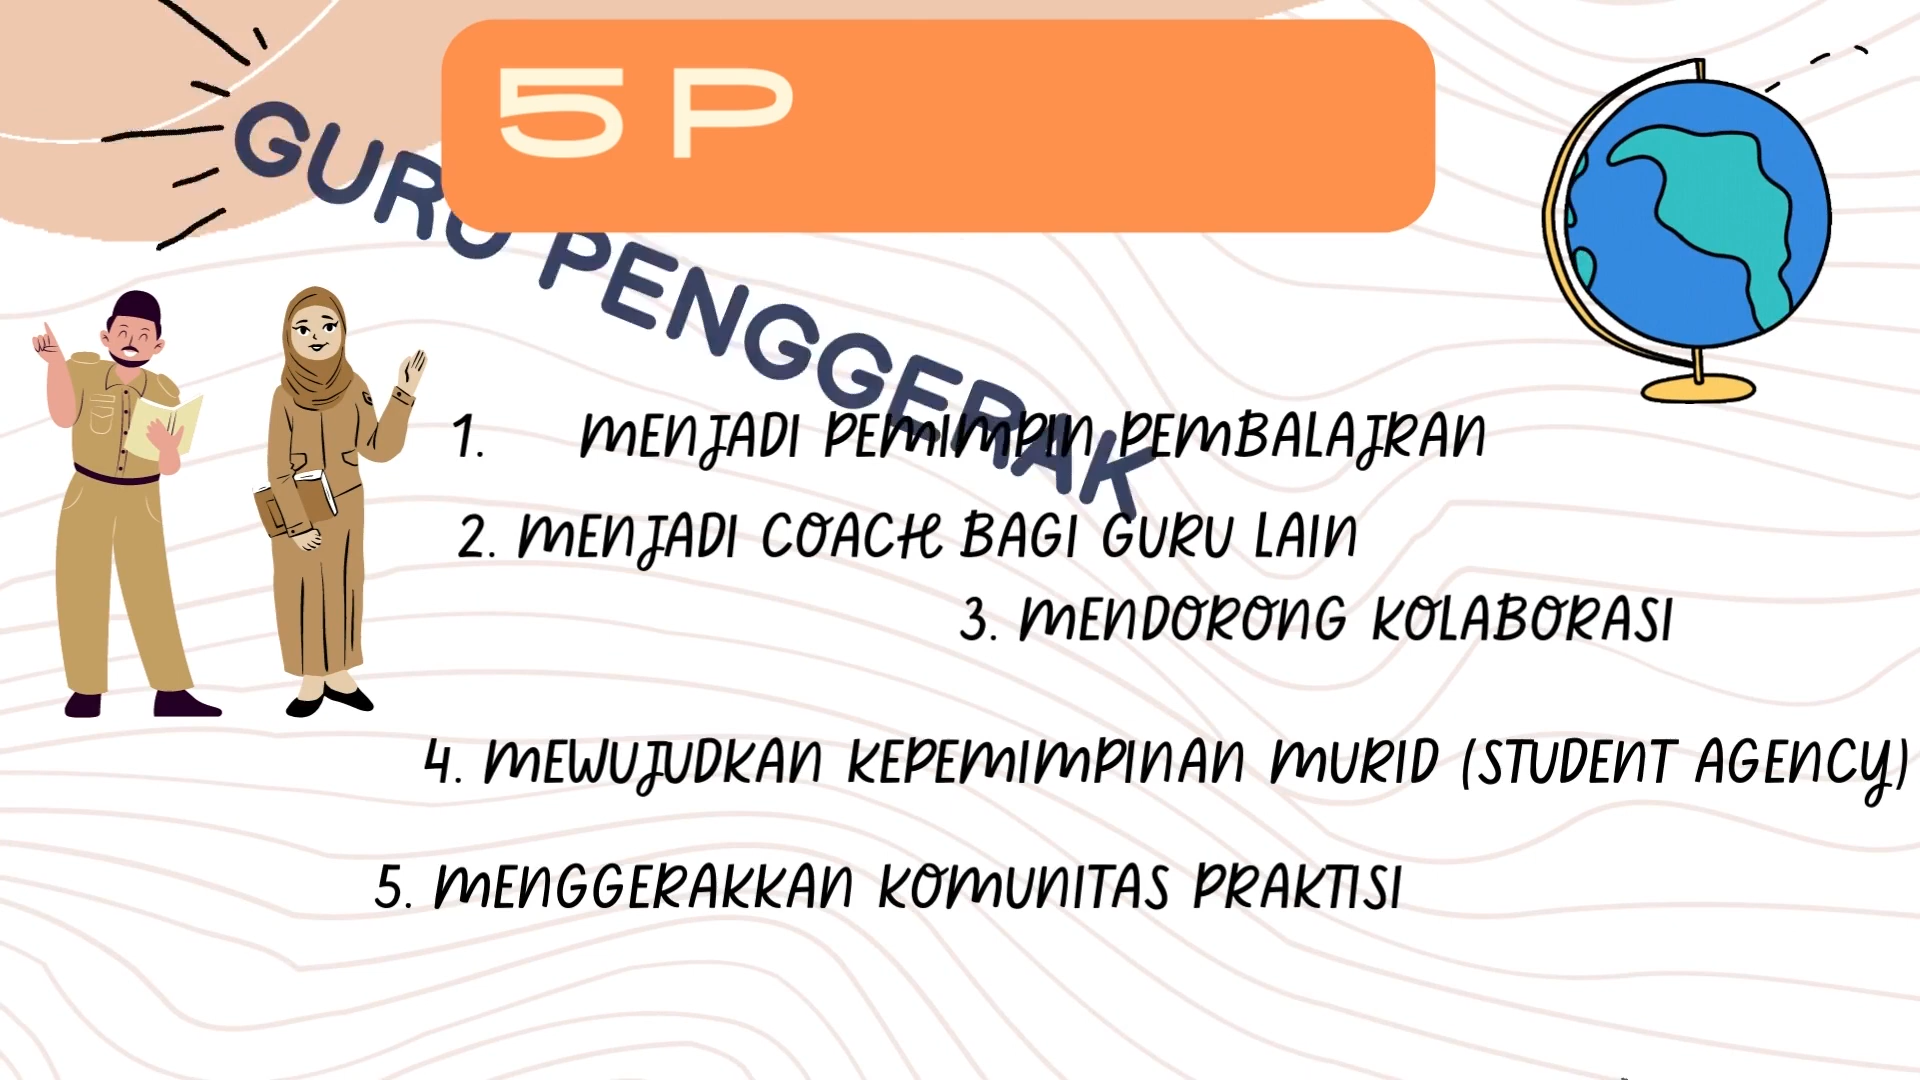 5 P
GURU PENGGERAK
1. MENJADI PEMIMPIN PEMBALAJRAN
2. MENJADI COACH BAGI GURU LAIN
3. MENDORONG KOLABORASI
4. MEWUJUDKAN KEPEMIMPINAN MURID (STUDENT AGENCY)
5. MENGGERAKKAN KOMUNITAS PRAKTISI